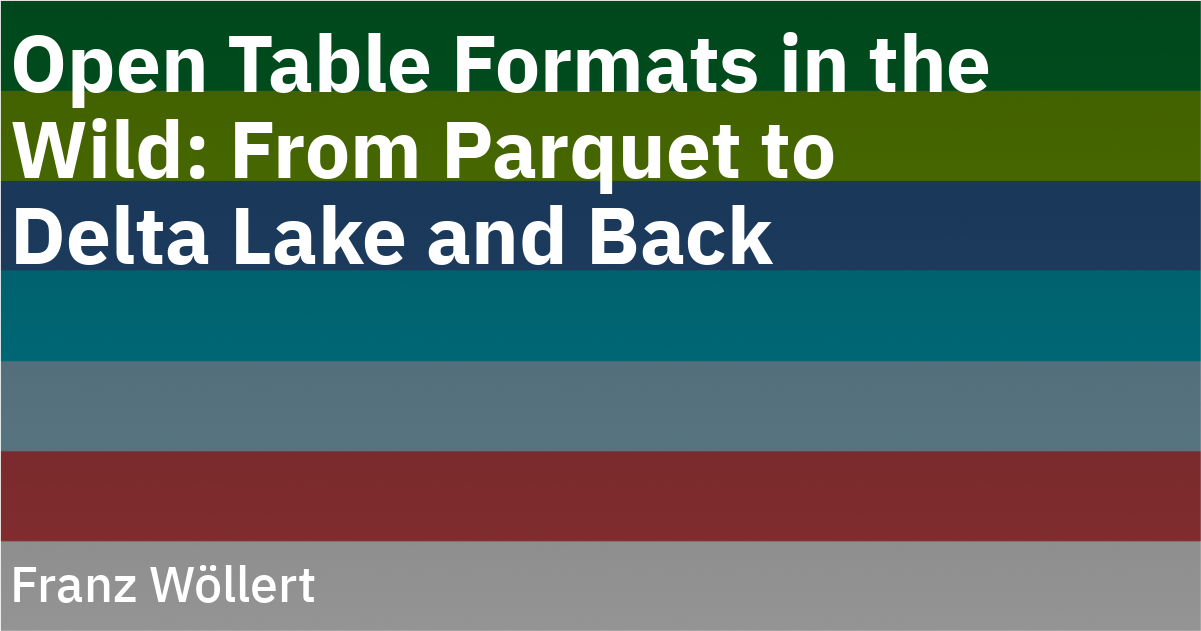 Open Table Formats in the
Wild: From Parquet to
Delta Lake and Back
Franz Wöllert